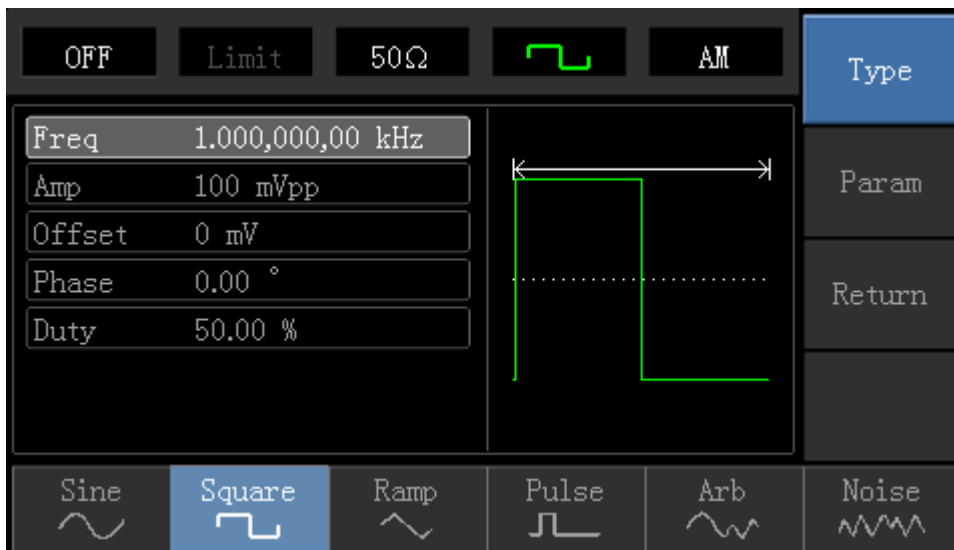 OFF Limit 50Ω AM Type
Freq 1.000,000,00 kHz
Amp 100 mVpp
Param
Offset 0 mV
Phase 0.00 °
Return
Duty 50.00 %
Sine Square Ramp Pulse Arb Noise